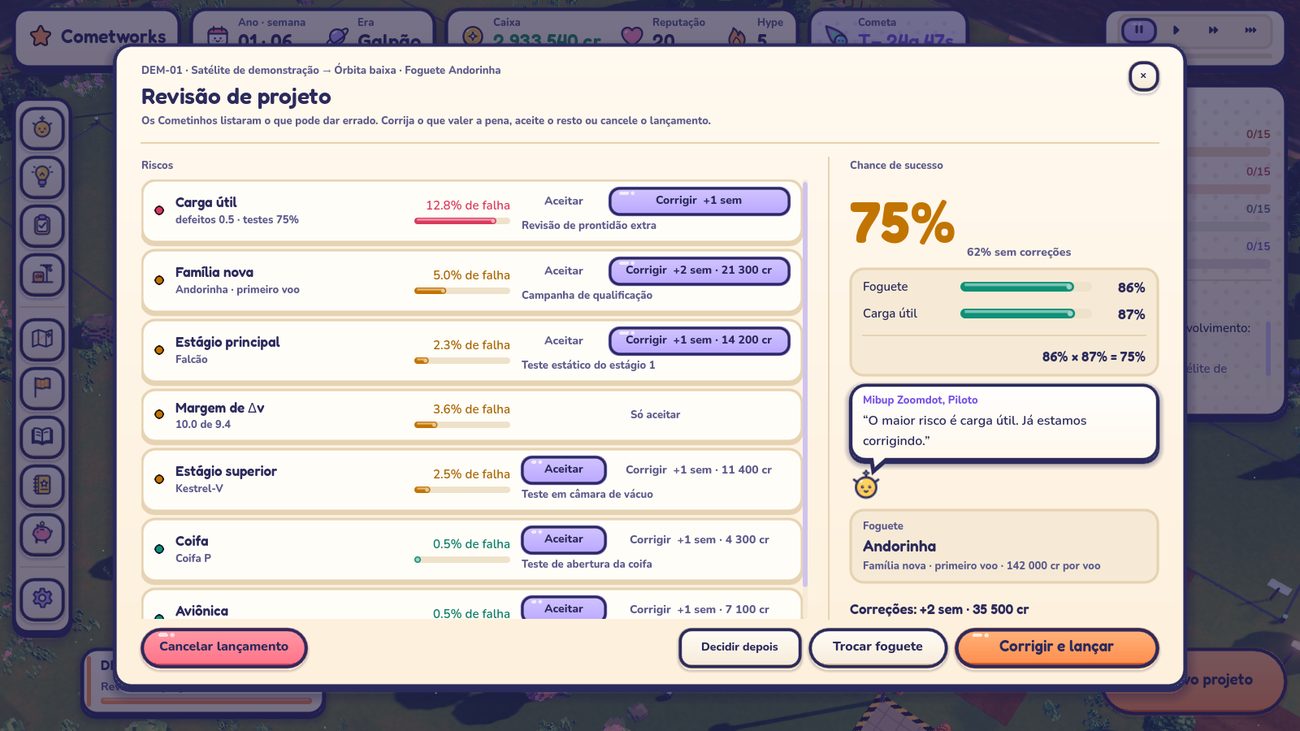 Cometworks
Ano · semana
01 · 06
Era
Galpão
Caixa
2 933 540 cr
Reputação
20
Hype
5
Cometa
T− 24a 47s
DEM-01 · Satélite de demonstração → Órbita baixa · Foguete Andorinha
×
Revisão de projeto
Os Cometinhos listaram o que pode dar errado. Corrija o que valer a pena, aceite o resto ou cancele o lançamento.
Riscos
Carga útil
defeitos 0.5 · testes 75%
12.8% de falha
Aceitar
Corrigir +1 sem
Revisão de prontidão extra
Família nova
Andorinha · primeiro voo
5.0% de falha
Aceitar
Corrigir +2 sem · 21 300 cr
Campanha de qualificação
Estágio principal
Falcão
2.3% de falha
Aceitar
Corrigir +1 sem · 14 200 cr
Teste estático do estágio 1
Margem de Δv
10.0 de 9.4
3.6% de falha
Só aceitar
Estágio superior
Kestrel-V
2.5% de falha
Aceitar
Corrigir +1 sem · 11 400 cr
Teste em câmara de vácuo
Coifa
Coifa P
0.5% de falha
Aceitar
Corrigir +1 sem · 4 300 cr
Teste de abertura da coifa
Aviônica
0.5% de falha
Aceitar
Corrigir +1 sem · 7 100 cr
Chance de sucesso
75%
62% sem correções
Foguete
86%
Carga útil
87%
86% × 87% = 75%
Mibup Zoomdot, Piloto
“O maior risco é carga útil. Já estamos
corrigindo.”
Foguete
Andorinha
Família nova · primeiro voo · 142 000 cr por voo
Correções: +2 sem · 35 500 cr
Cancelar lançamento
Decidir depois
Trocar foguete
Corrigir e lançar
0/15
0/15
0/15
0/15
volvimento:
élite de
DE
Rev
vo projeto